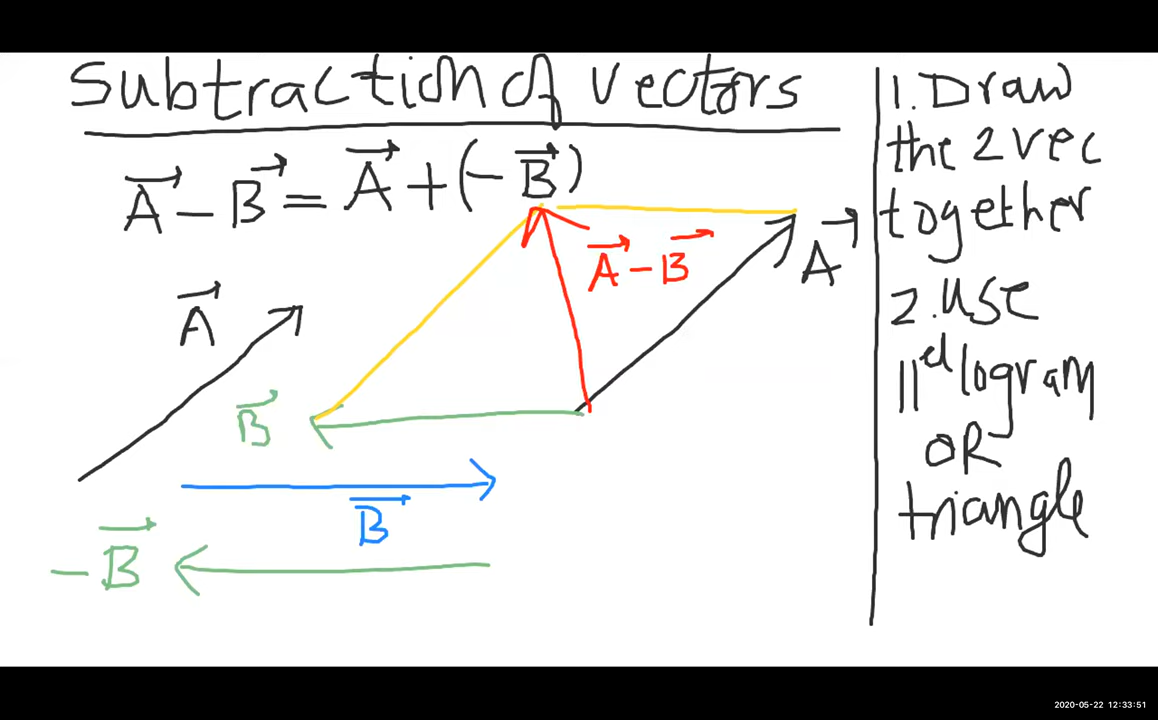 Subtraction of vectors
A - B = A + (-B)
A - B
A
A
B
B
-B
1. Draw
the 2 vec
together
2. use
||el logram
OR
triangle
2020-05-22 12:33:51